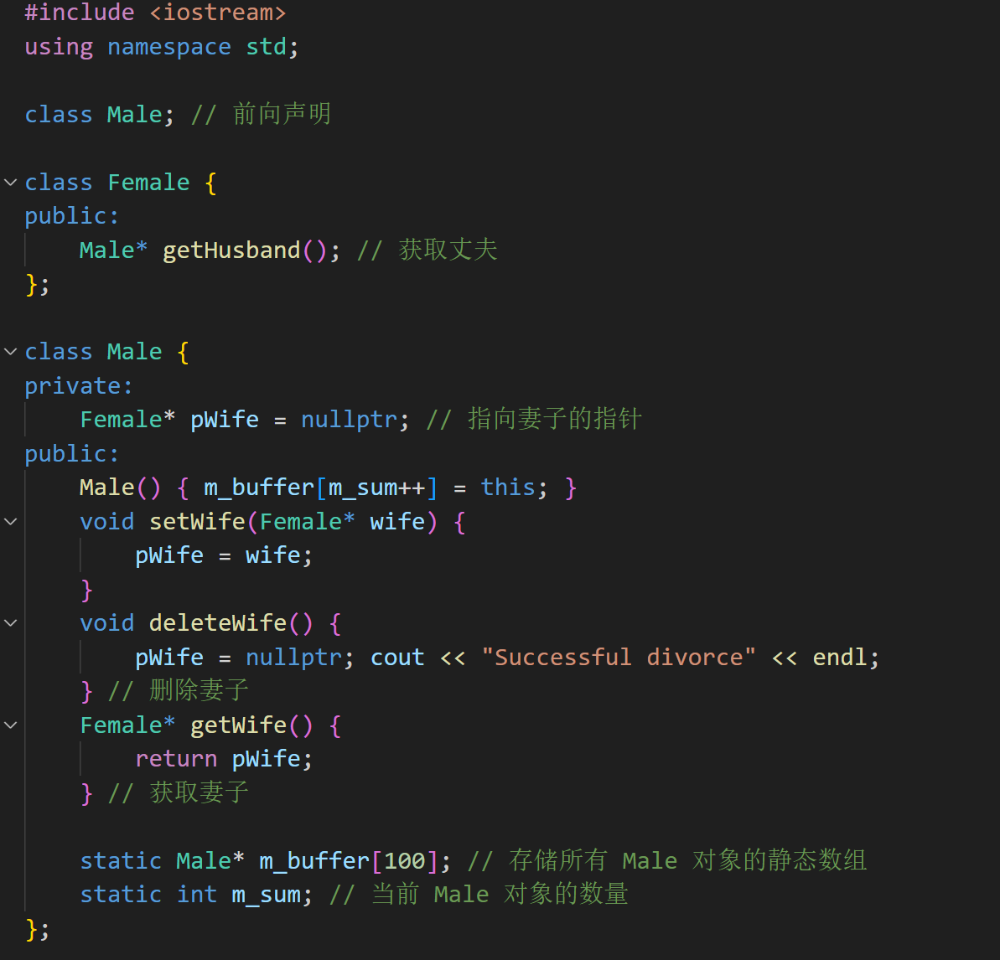 #include <iostream>
using namespace std;
class Male; // 前向声明
class Female {
public:
    Male* getHusband(); // 获取丈夫
};
class Male {
private:
    Female* pWife = nullptr; // 指向妻子的指针
public:
    Male() { m_buffer[m_sum++] = this; }
    void setWife(Female* wife) {
        pWife = wife;
    }
    void deleteWife() {
        pWife = nullptr; cout << "Successful divorce" << endl;
    } // 删除妻子
    Female* getWife() {
        return pWife;
    } // 获取妻子
    static Male* m_buffer[100]; // 存储所有 Male 对象的静态数组
    static int m_sum; // 当前 Male 对象的数量
};